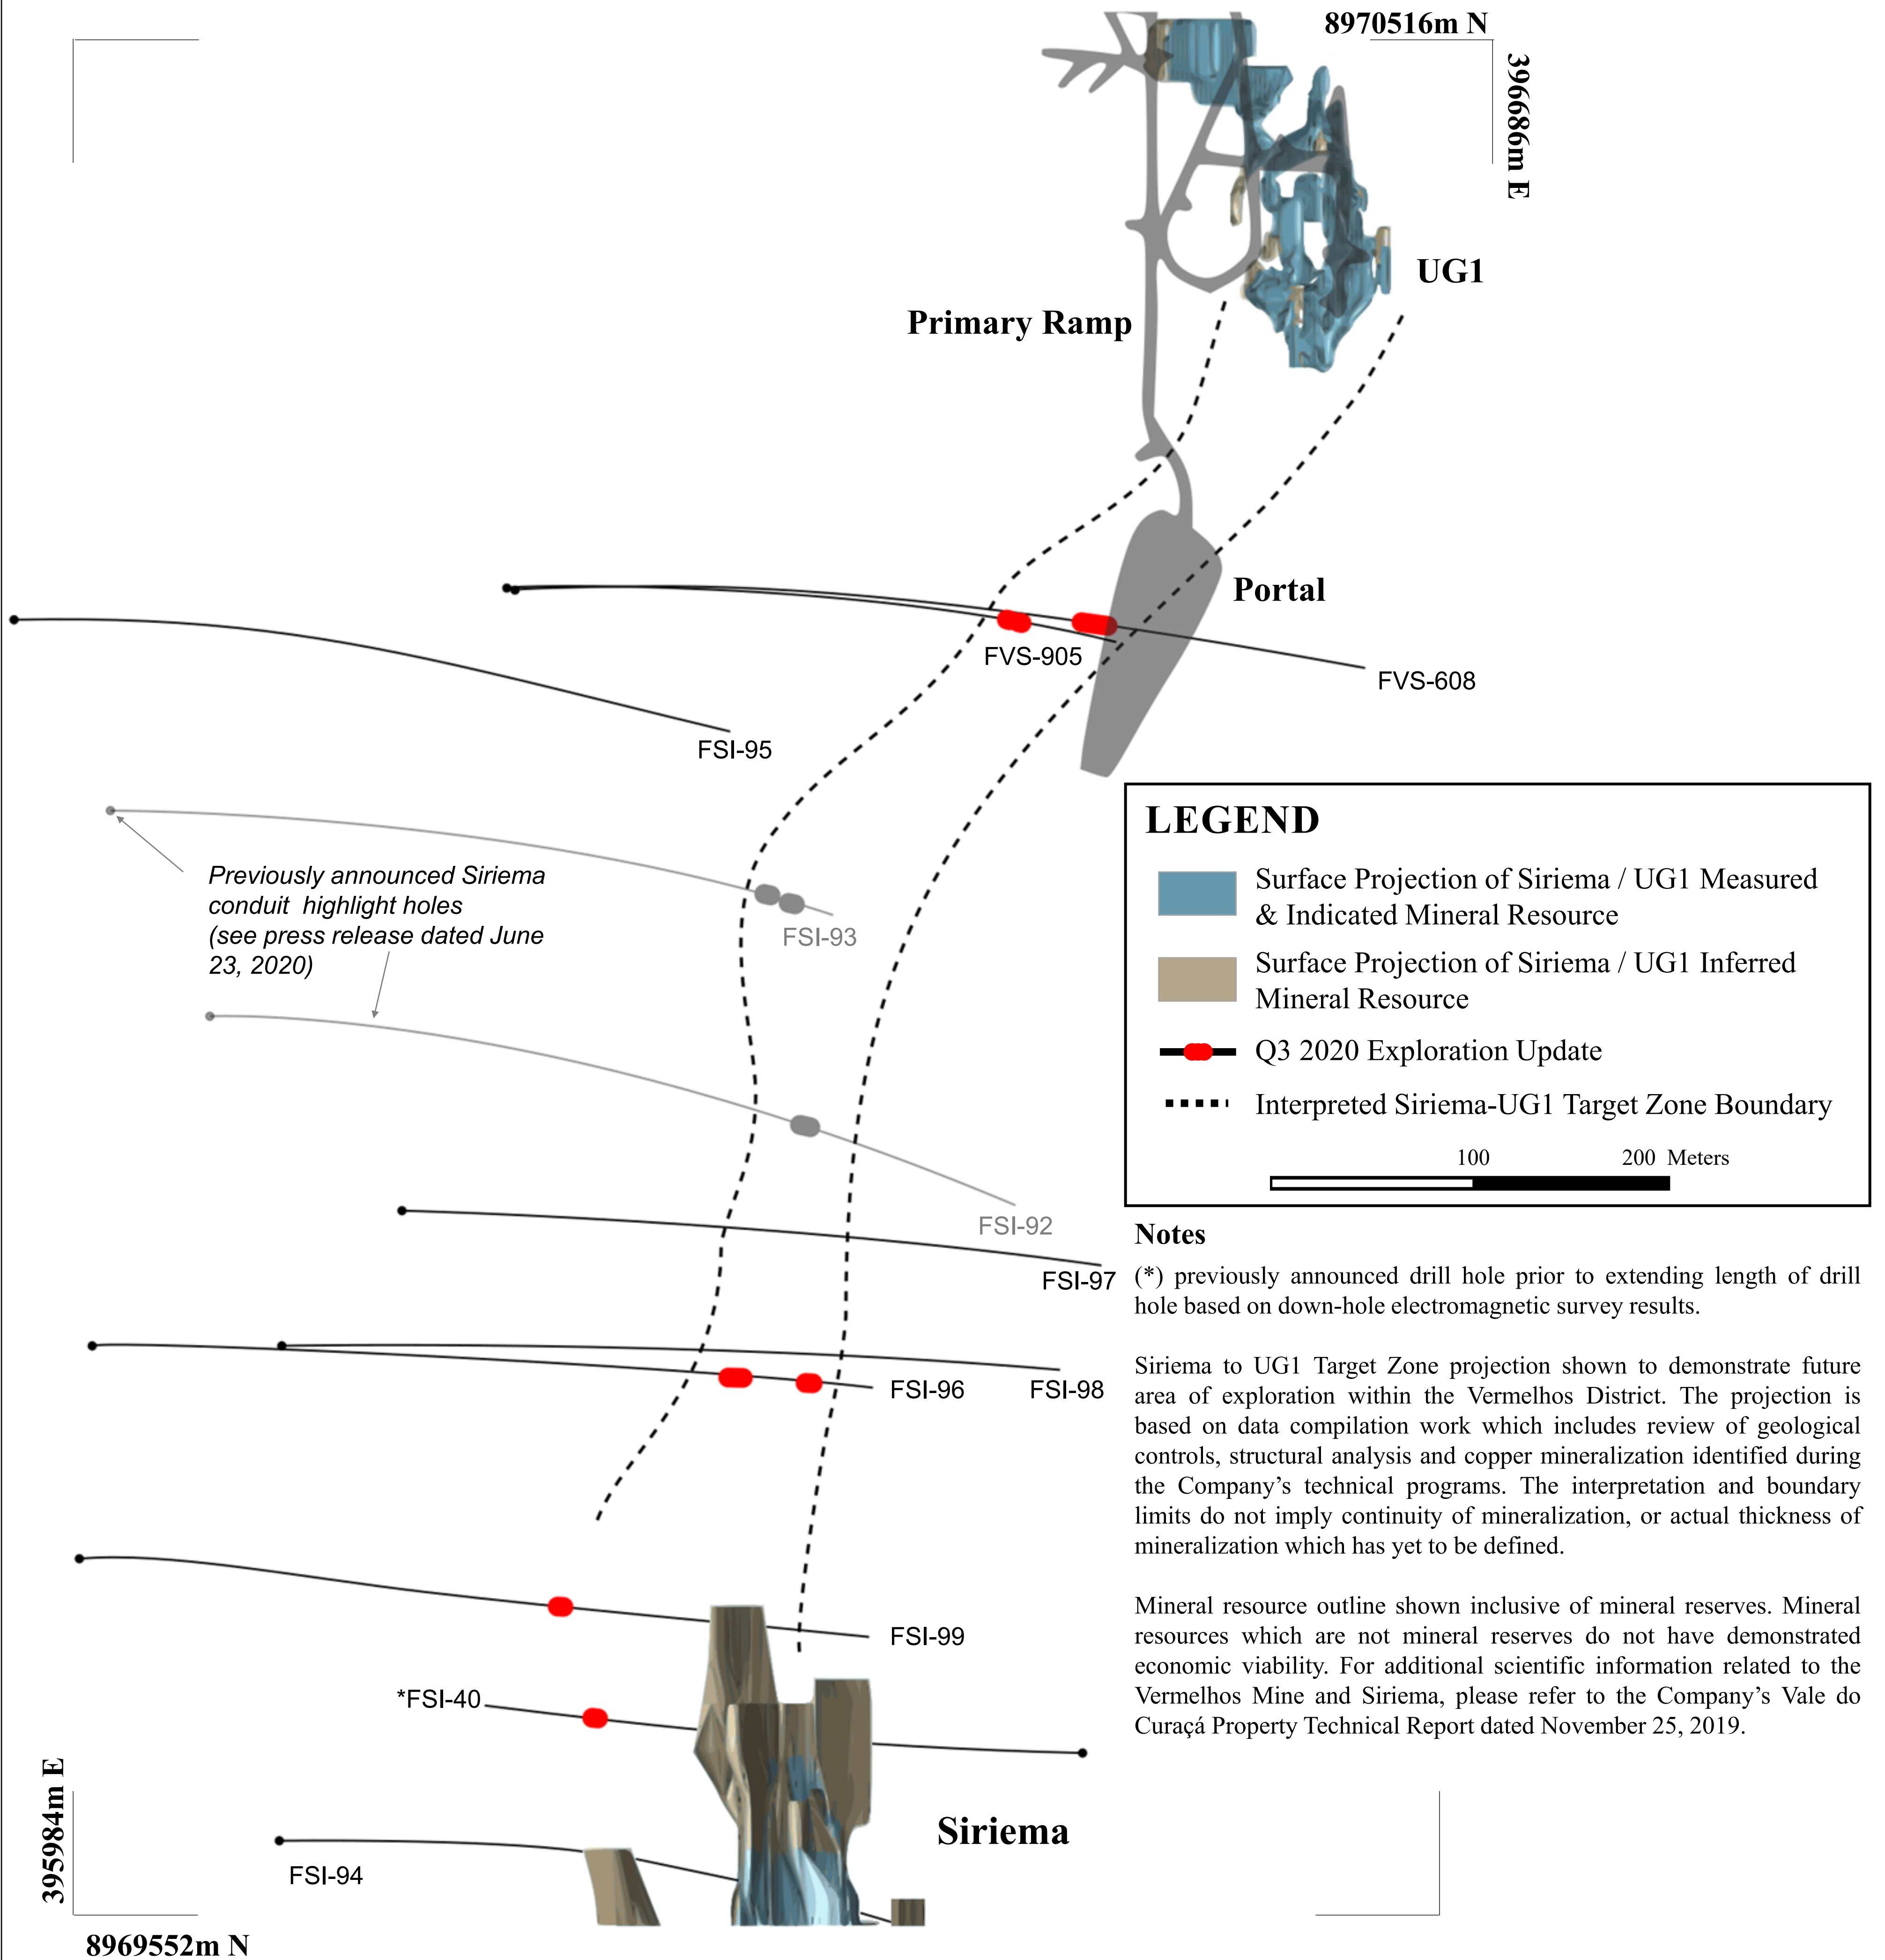 8970516m N
396686m E
UG1
Primary Ramp
Portal
FVS-905
FVS-608
FSI-95
Previously announced Siriema
conduit highlight holes
(see press release dated June
23, 2020)
FSI-93
FSI-92
FSI-97
FSI-96
FSI-98
FSI-99
*FSI-40
Siriema
FSI-94
395984m E
8969552m N
LEGEND
Surface Projection of Siriema / UG1 Measured
& Indicated Mineral Resource
Surface Projection of Siriema / UG1 Inferred
Mineral Resource
Q3 2020 Exploration Update
Interpreted Siriema-UG1 Target Zone Boundary
100 200 Meters
Notes
(*) previously announced drill hole prior to extending length of drill
hole based on down-hole electromagnetic survey results.
Siriema to UG1 Target Zone projection shown to demonstrate future
area of exploration within the Vermelhos District. The projection is
based on data compilation work which includes review of geological
controls, structural analysis and copper mineralization identified during
the Company’s technical programs. The interpretation and boundary
limits do not imply continuity of mineralization, or actual thickness of
mineralization which has yet to be defined.
Mineral resource outline shown inclusive of mineral reserves. Mineral
resources which are not mineral reserves do not have demonstrated
economic viability. For additional scientific information related to the
Vermelhos Mine and Siriema, please refer to the Company’s Vale do
Curaçá Property Technical Report dated November 25, 2019.